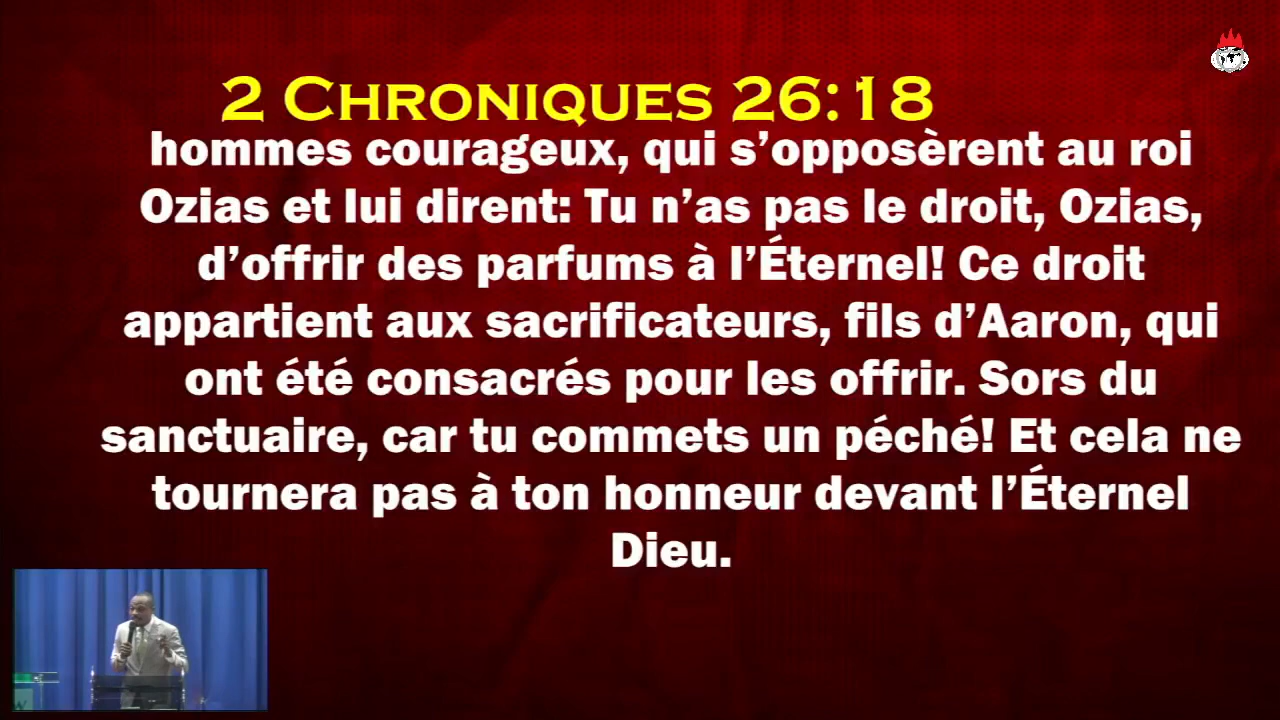 2 CHRONIQUES 26:18
hommes courageux, qui s’opposèrent au roi
Ozias et lui dirent: Tu n’as pas le droit, Ozias,
d’offrir des parfums à l’Éternel! Ce droit
appartient aux sacrificateurs, fils d’Aaron, qui
ont été consacrés pour les offrir. Sors du
sanctuaire, car tu commets un péché! Et cela ne
tournera pas à ton honneur devant l’Éternel
Dieu.